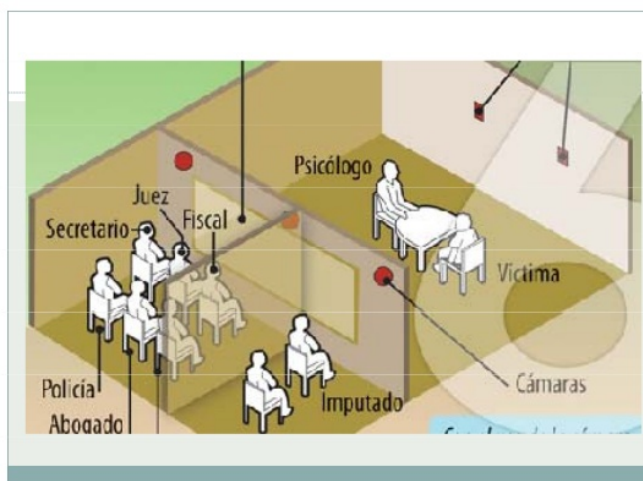 Psicólogo
Juez
Fiscal
Secretario
Víctima
Cámaras
Policía
Imputado
Abogado